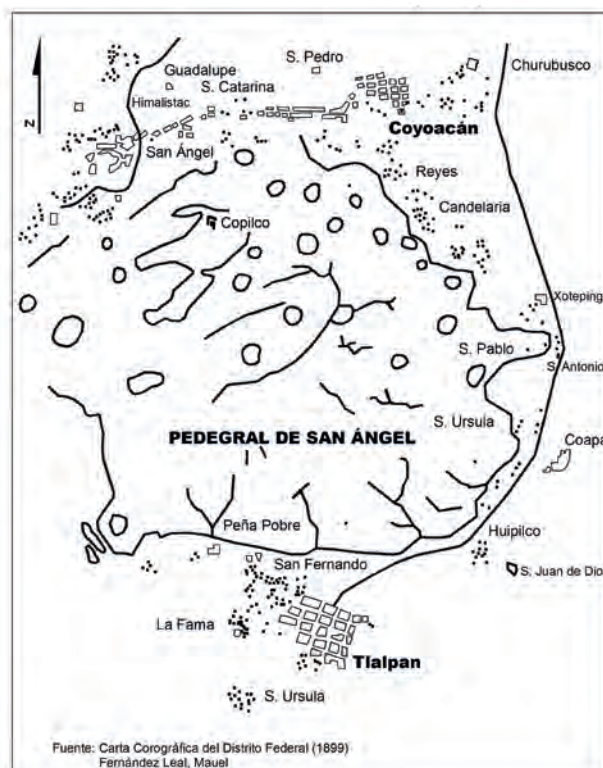 S. Pedro
Guadalupe
Churubusco
S. Catarina
Himalistac
Coyoacán
N
San Ángel
Reyes
Candelaria
Copilco
Xoteping
S. Pablo
S. Antonio
S. Ursula
PEDEGRAL DE SAN ÁNGEL
Coapa
Peña Pobre
Huipilco
San Fernando
S. Juan de Dio
La Fama
Tlalpan
S. Ursula
Fuente: Carta Corográfica del Distrito Federal (1899)
Fernández Leal, Mauel